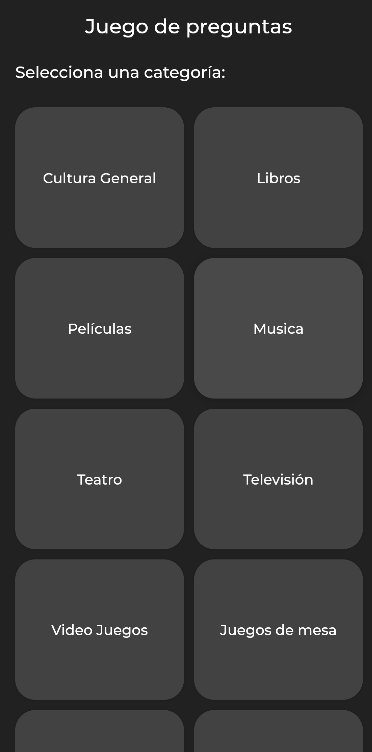 Juego de preguntas
Selecciona una categoría:
Cultura General
Libros
Películas
Musica
Teatro
Televisión
Video Juegos
Juegos de mesa